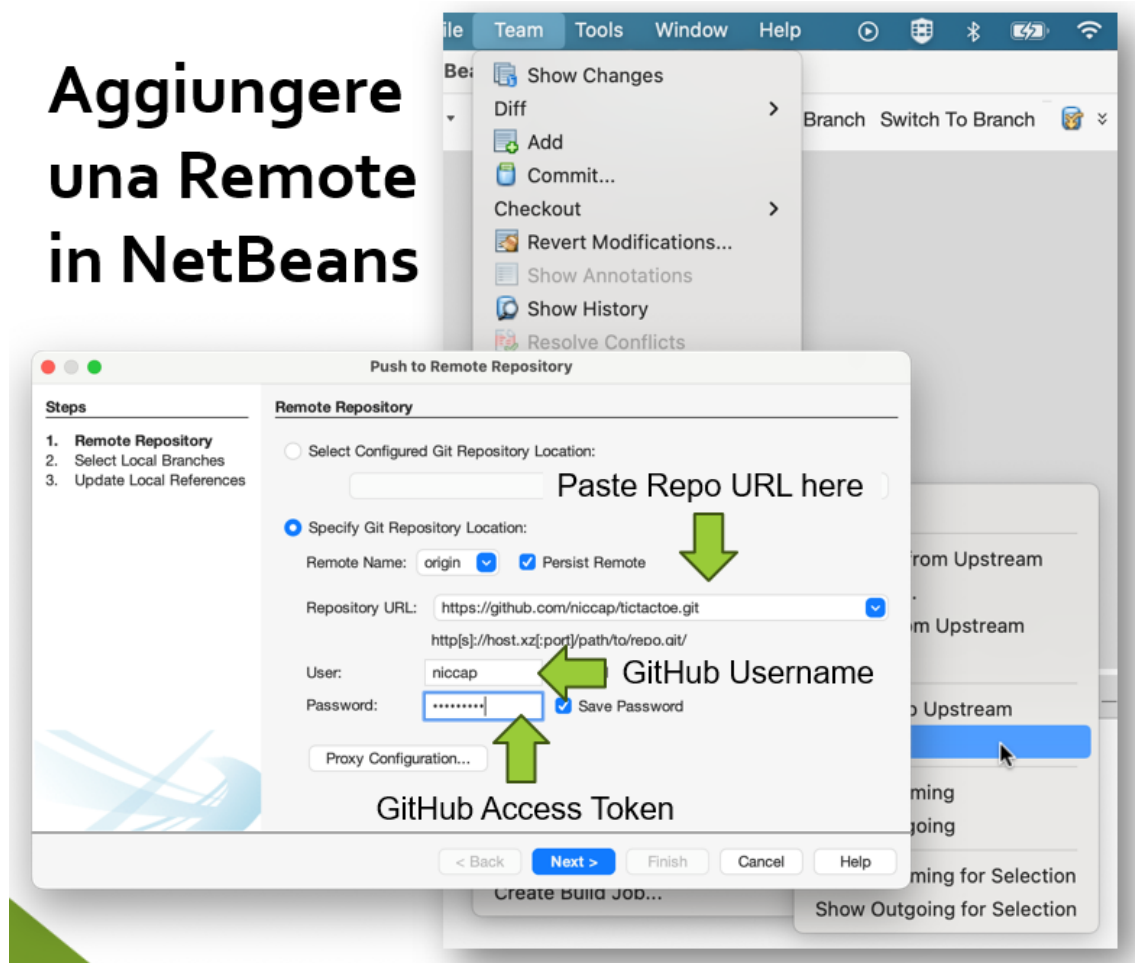 Aggiungere
una Remote
in NetBeans
Team Tools Window Help
Show Changes
Diff
Branch Switch To Branch
Add
Commit...
Checkout
Revert Modifications...
Show Annotations
Show History
Resolve Conflicts
Push to Remote Repository
Steps
1. Remote Repository
2. Select Local Branches
3. Update Local References
Remote Repository
Select Configured Git Repository Location:
Paste Repo URL here
Specify Git Repository Location:
Remote Name: origin Persist Remote
Repository URL: https://github.com/niccap/tictactoe.git
http[s]://host.xz[:port]/path/to/repo.git/
User: niccap
GitHub Username
Password: Save Password
Proxy Configuration...
GitHub Access Token
< Back Next > Finish Cancel Help
Upstream
Upstream
Upstream
for Selection
Create Build Job...
Show Outgoing for Selection